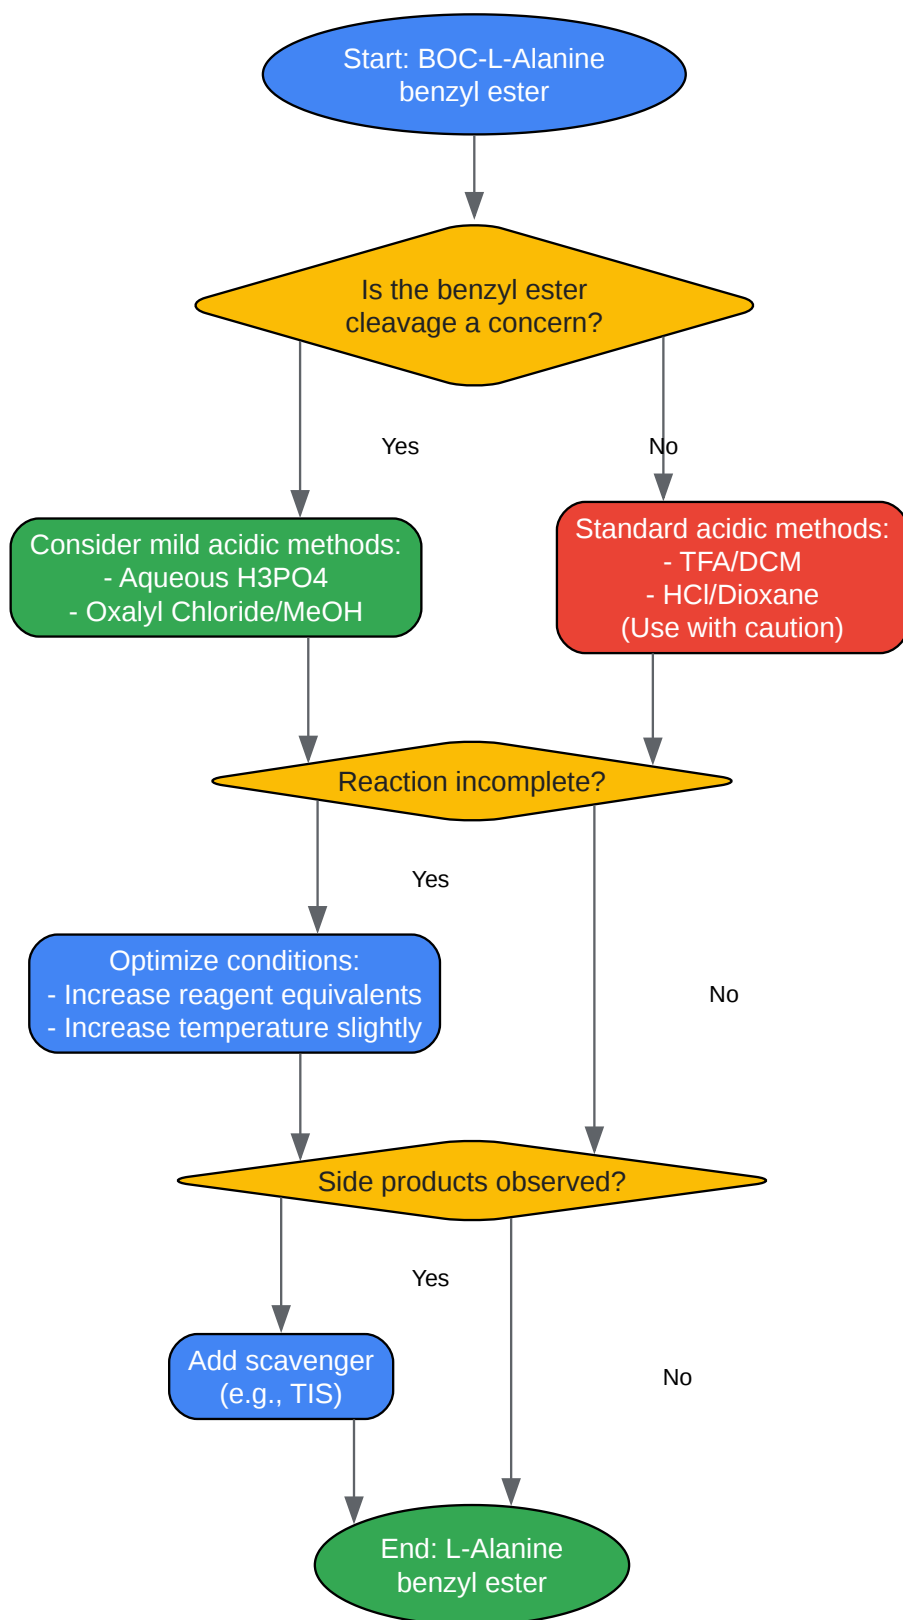 Start: BOC-L-Alanine
benzyl ester
Is the benzyl ester
cleavage a concern?
Yes
No
Consider mild acidic methods:
- Aqueous H3PO4
- Oxalyl Chloride/MeOH
Standard acidic methods:
- TFA/DCM
- HCl/Dioxane
(Use with caution)
Reaction incomplete?
Yes
Optimize conditions:
- Increase reagent equivalents
- Increase temperature slightly
No
Side products observed?
Yes
Add scavenger
(e.g., TIS)
No
End: L-Alanine
benzyl ester